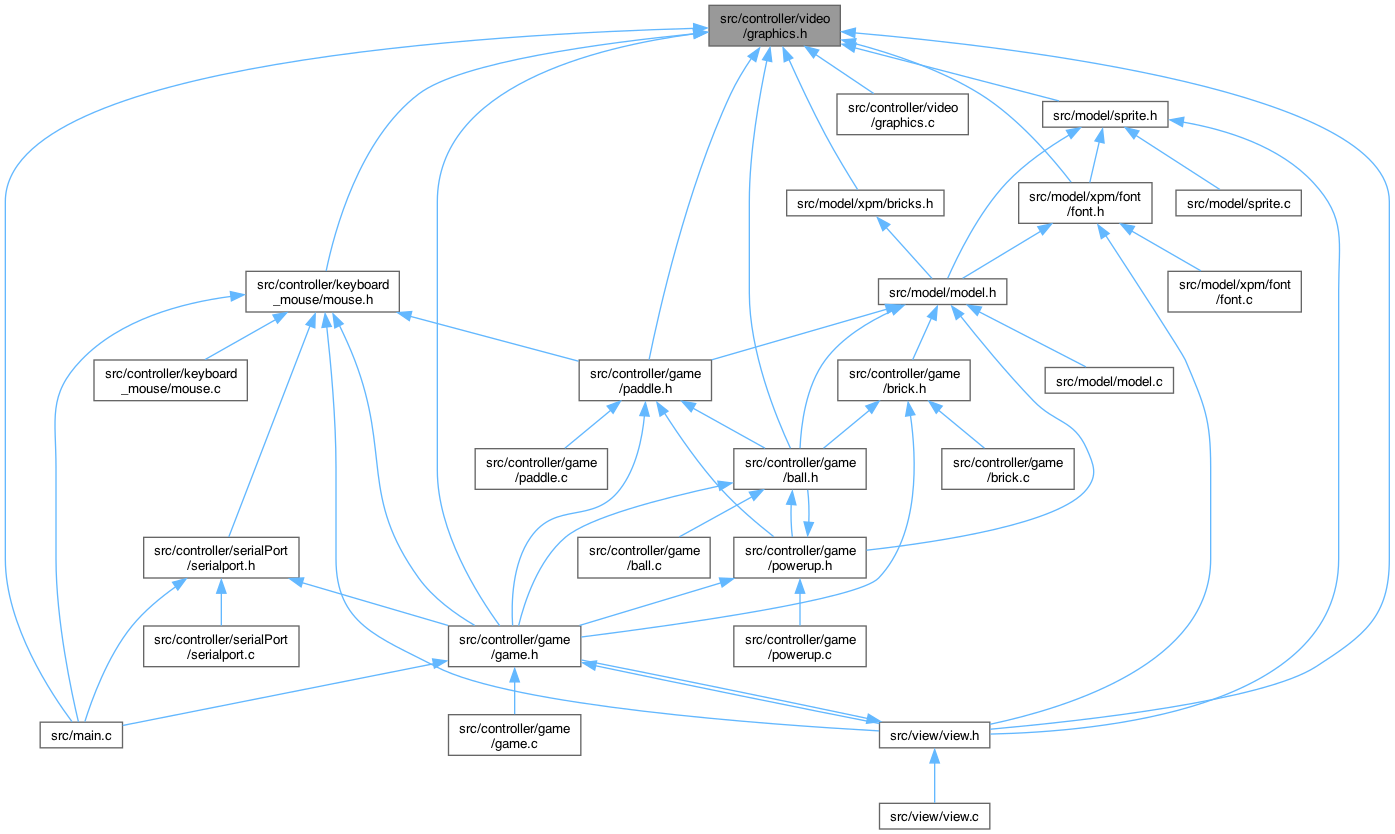 src/controller/video
/graphics.h
src/controller/video
/graphics.c
src/model/sprite.h
src/model/xpm/bricks.h
src/model/xpm/font
/font.h
src/model/sprite.c
src/controller/keyboard
_mouse/mouse.h
src/model/model.h
src/model/xpm/font
/font.c
src/controller/keyboard
_mouse/mouse.c
src/controller/game
/paddle.h
src/controller/game
/brick.h
src/model/model.c
src/controller/game
/paddle.c
src/controller/game
/ball.h
src/controller/game
/brick.c
src/controller/serialPort
/serialport.h
src/controller/game
/ball.c
src/controller/game
/powerup.h
src/controller/serialPort
/serialport.c
src/controller/game
/game.h
src/controller/game
/powerup.c
src/main.c
src/controller/game
/game.c
src/view/view.h
src/view/view.c